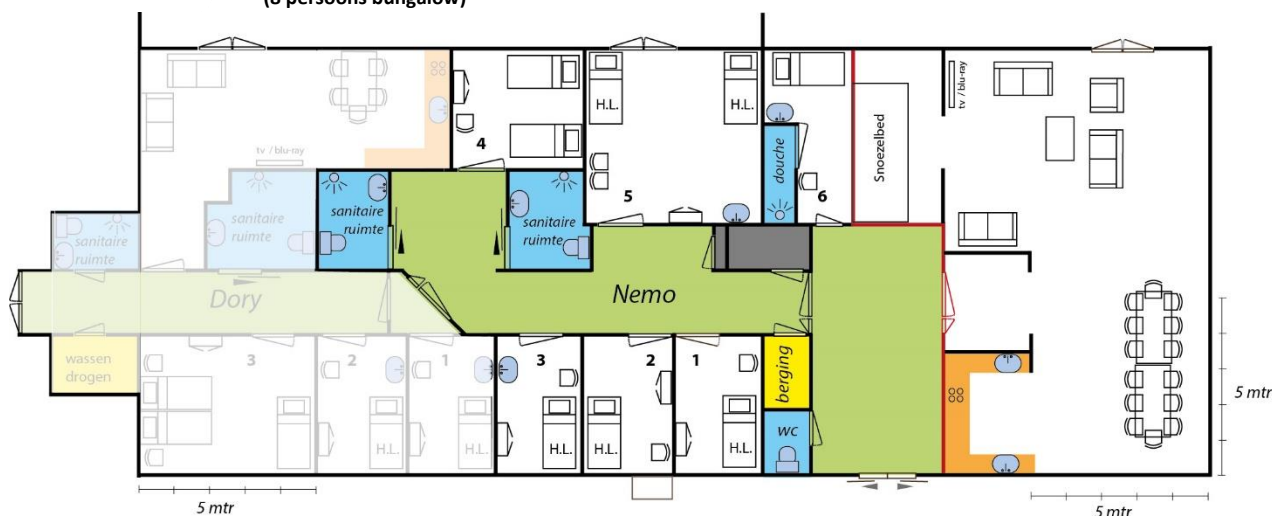 (8 persoons bungalow)
tv / blu-ray
4
H.L.
H.L.
5
douche
6
Snoezelbed
tv / blu-ray
sanitaire
ruimte
sanitaire
ruimte
sanitaire
ruimte
sanitaire
ruimte
Dory
Nemo
wassen
drogen
3
2
1
3
2
1
berging
H.L.
H.L.
H.L.
H.L.
H.L.
wc
5 mtr
5 mtr
5 mtr